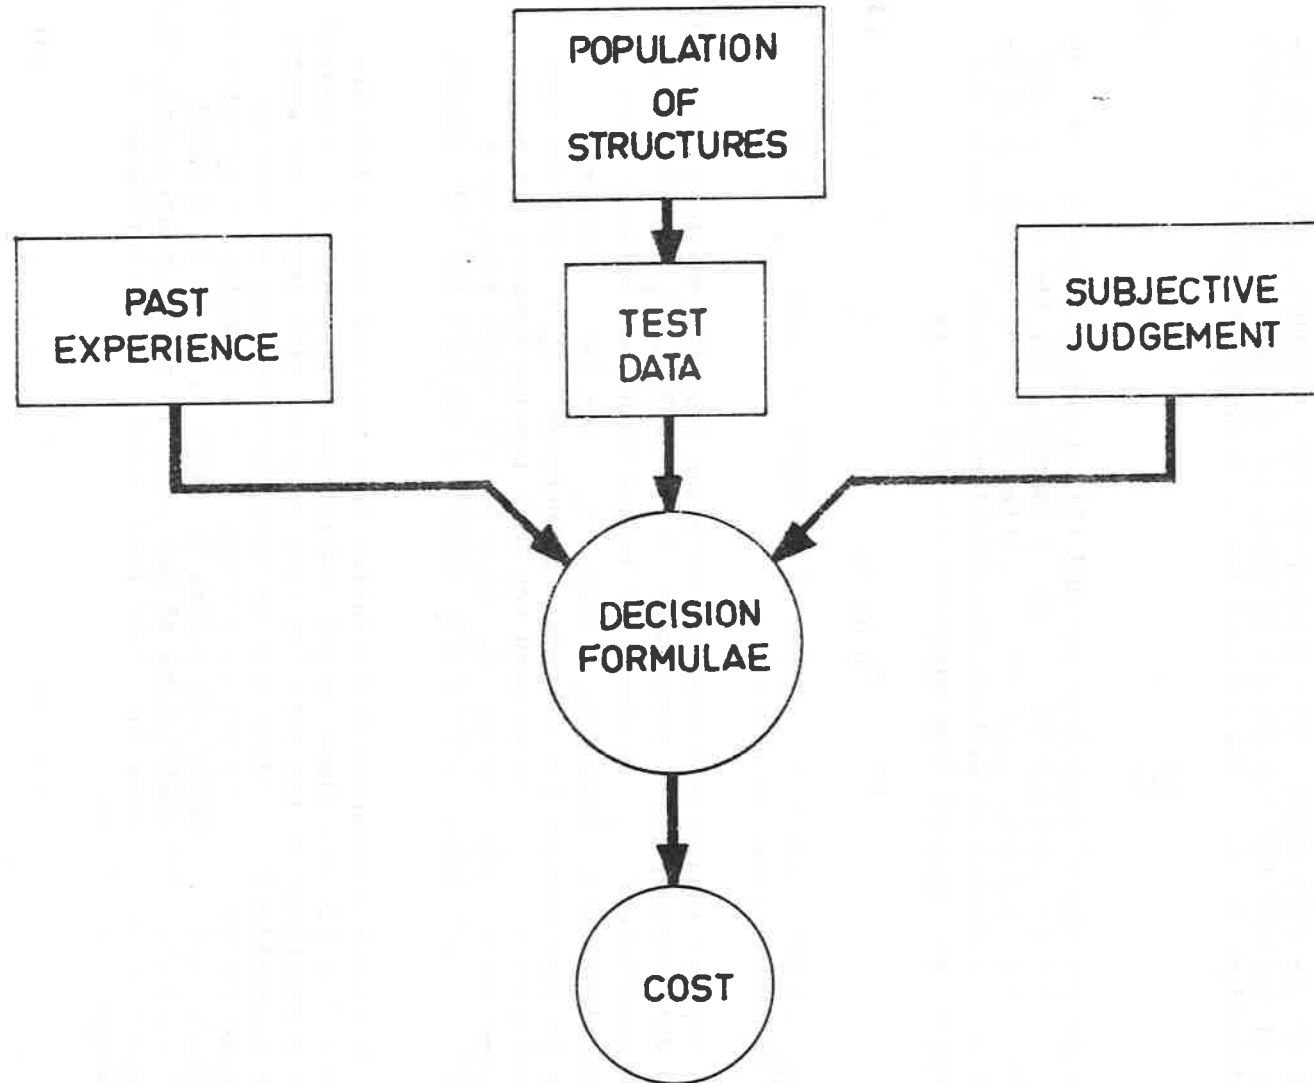 POPULATION
OF
STRUCTURES
PAST
EXPERIENCE
TEST
DATA
SUBJECTIVE
JUDGEMENT
DECISION
FORMULAE
COST